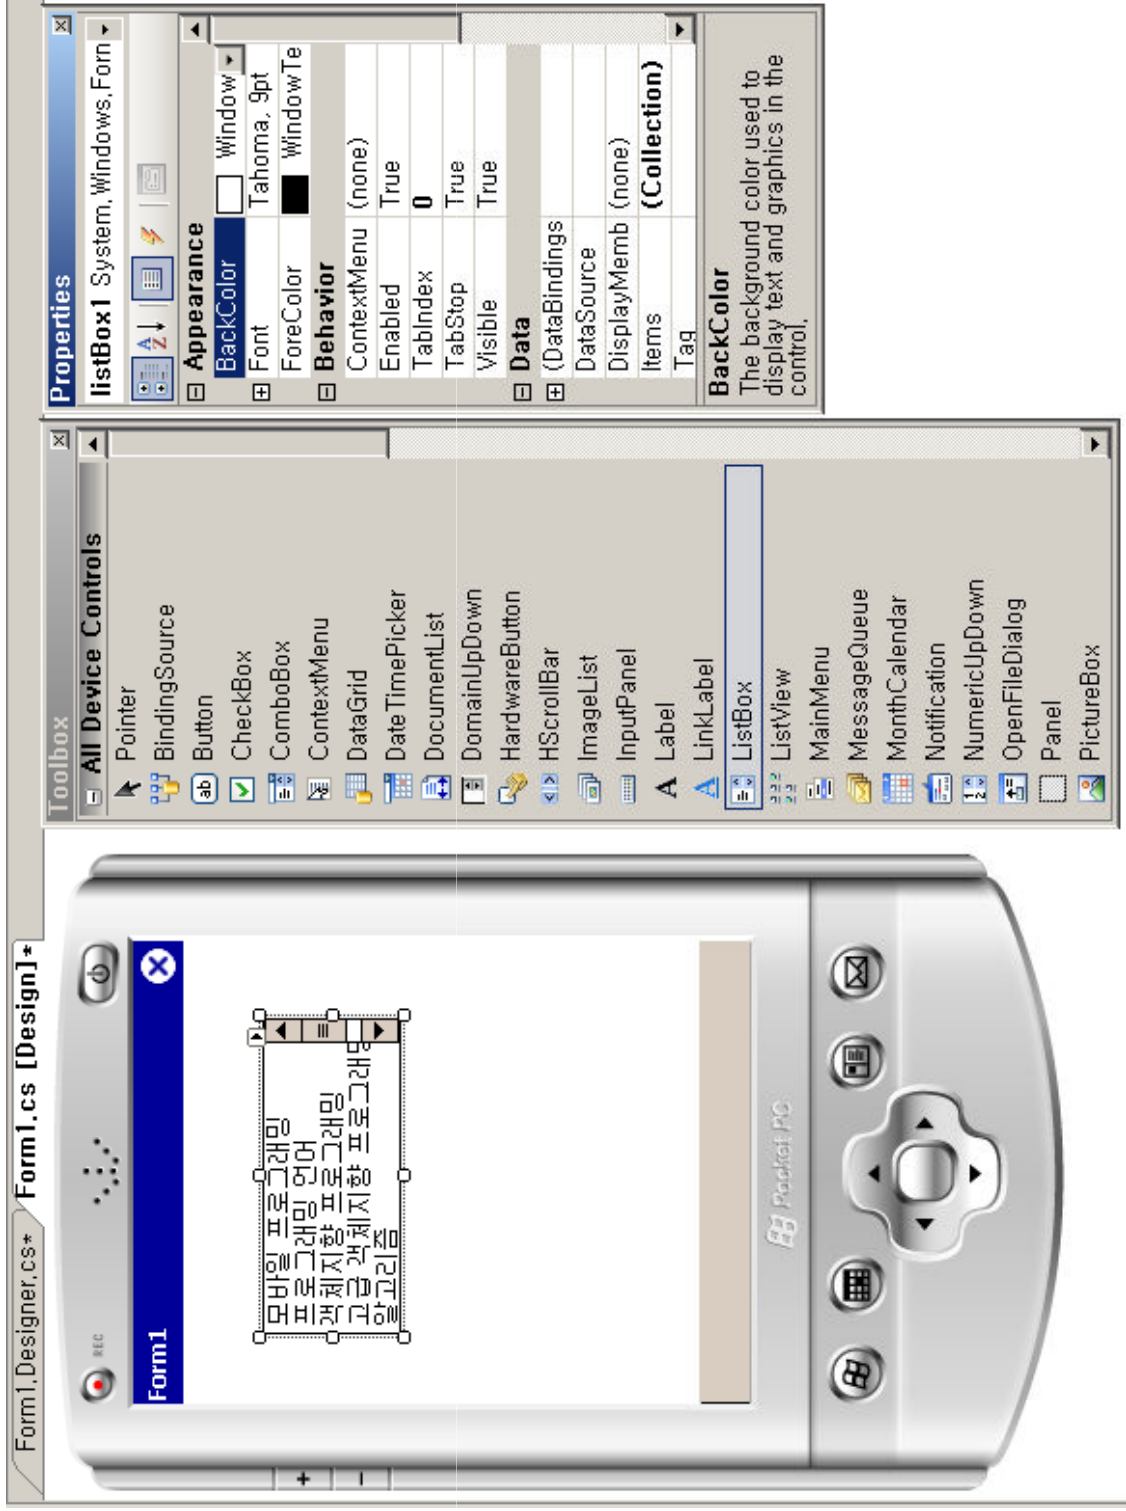 Form1.Designer.cs*
Form1.cs [Design]*
REC
Form1
모바일 프로그래밍
프로그래밍 언어
객체지향 프로그래밍
고급 객체지향 프로그래밍
알고리즘
Pocket PC
Toolbox
All Device Controls
Pointer
BindingSource
Button
CheckBox
ComboBox
ContextMenu
DataGrid
DateTimePicker
DocumentList
DomainUpDown
HardwareButton
HScrollBar
ImageList
InputPanel
Label
LinkLabel
ListBox
ListView
MainMenu
MessageQueue
MonthCalendar
Notification
NumericUpDown
OpenFileDialog
Panel
PictureBox
Properties
listBox1 System.Windows.Forn
Appearance
BackColor Window
Font Tahoma, 9pt
ForeColor WindowTe
Behavior
ContextMenu (none)
Enabled True
TabIndex 0
TabStop True
Visible True
Data
(DataBindings
DataSource
DisplayMemb (none)
Items (Collection)
Tag
BackColor
The background color used to
display text and graphics in the
control.